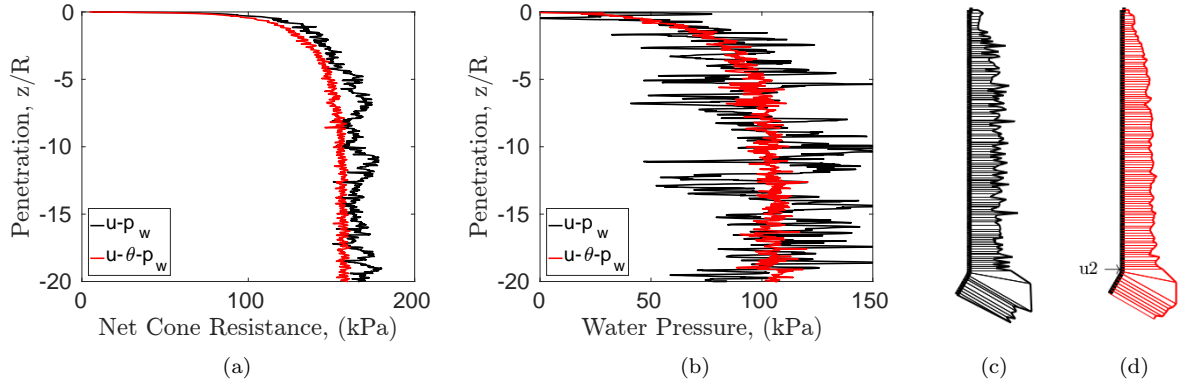 0
-5
-10
-15
-20
Penetration, z/R
u-p_w
u-θ-p_w
0
100
200
Net Cone Resistance, (kPa)
(a)
0
-5
-10
-15
-20
Penetration, z/R
u-p_w
u-θ-p_w
0
50
100
150
Water Pressure, (kPa)
(b)
(c)
u2
(d)